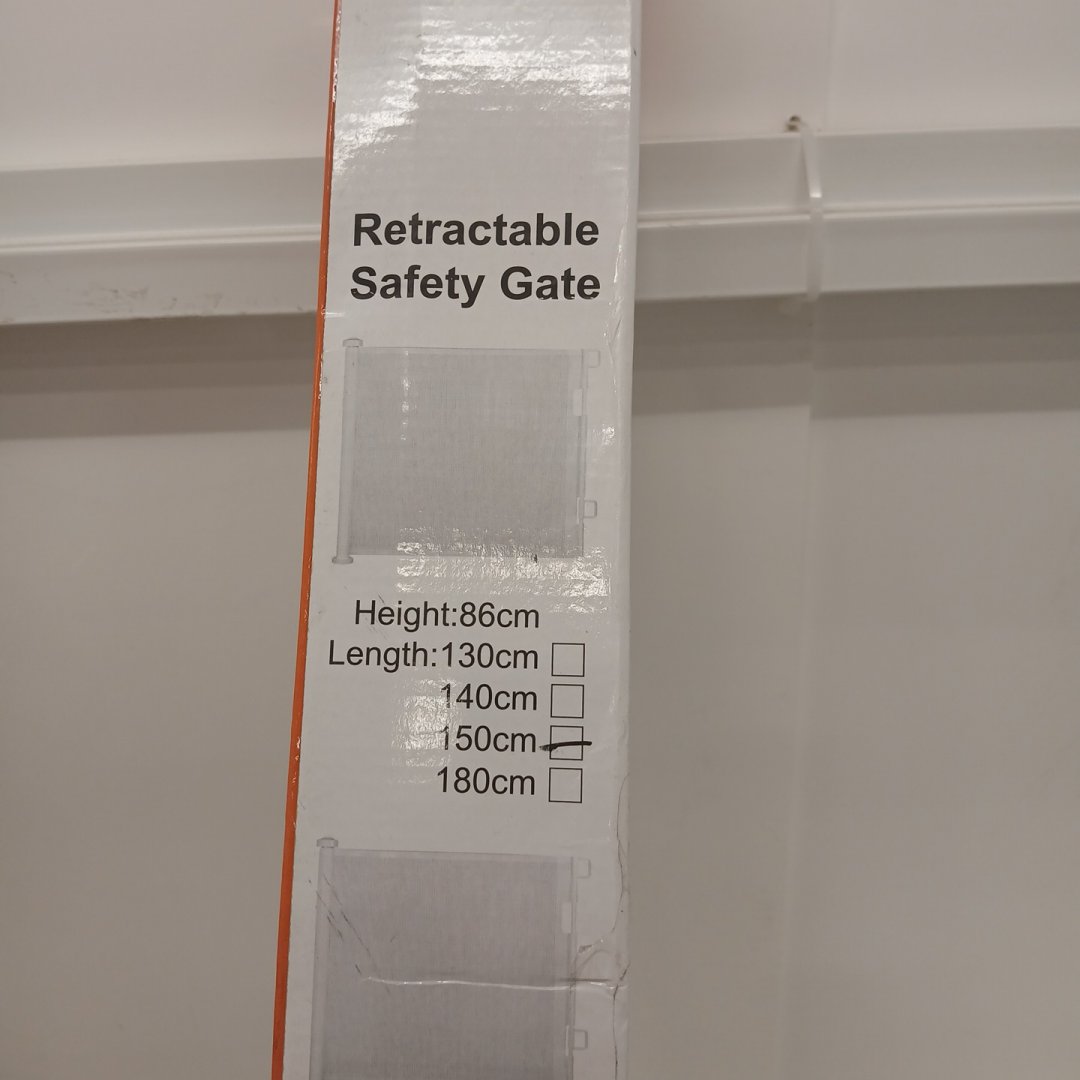 Retractable
Safety Gate
Height:86cm
Length:130cm
140cm
150cm
180cm